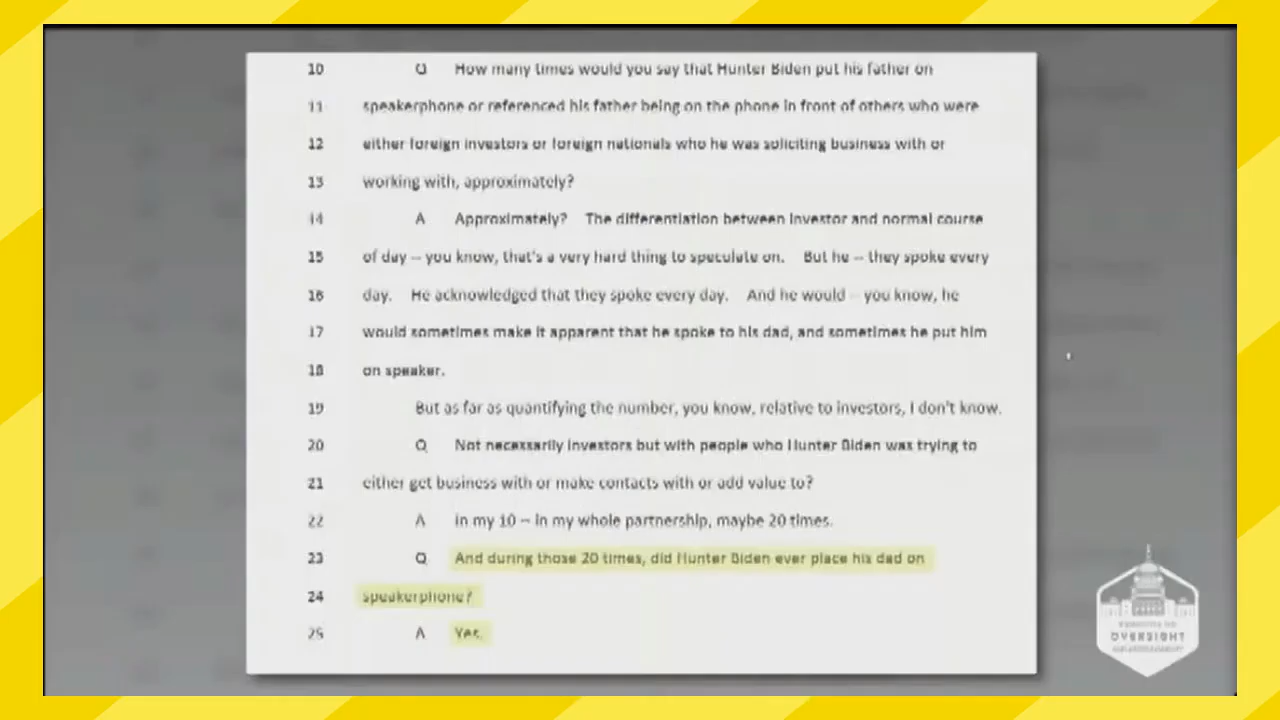 10 Q How many times would you say that Hunter Biden put his father on
11 speakerphone or referenced his father being on the phone in front of others who were
12 either foreign investors or foreign nationals who he was soliciting business with or
13 working with, approximately?
14 A Approximately? The differentiation between investor and normal course
15 of day -- you know, that's a very hard thing to speculate on. But he -- they spoke every
16 day. He acknowledged that they spoke every day. And he would -- you know, he
17 would sometimes make it apparent that he spoke to his dad, and sometimes he put him
18 on speaker.
19 But as far as quantifying the number, you know, relative to investors, I don't know.
20 Q Not necessarily investors but with people who Hunter Biden was trying to
21 either get business with or make contacts with or add value to?
22 A In my 10 -- in my whole partnership, maybe 20 times.
23 Q And during those 20 times, did Hunter Biden ever place his dad on
24 speakerphone?
25 A Yes.
COMMITTEE ON
OVERSIGHT